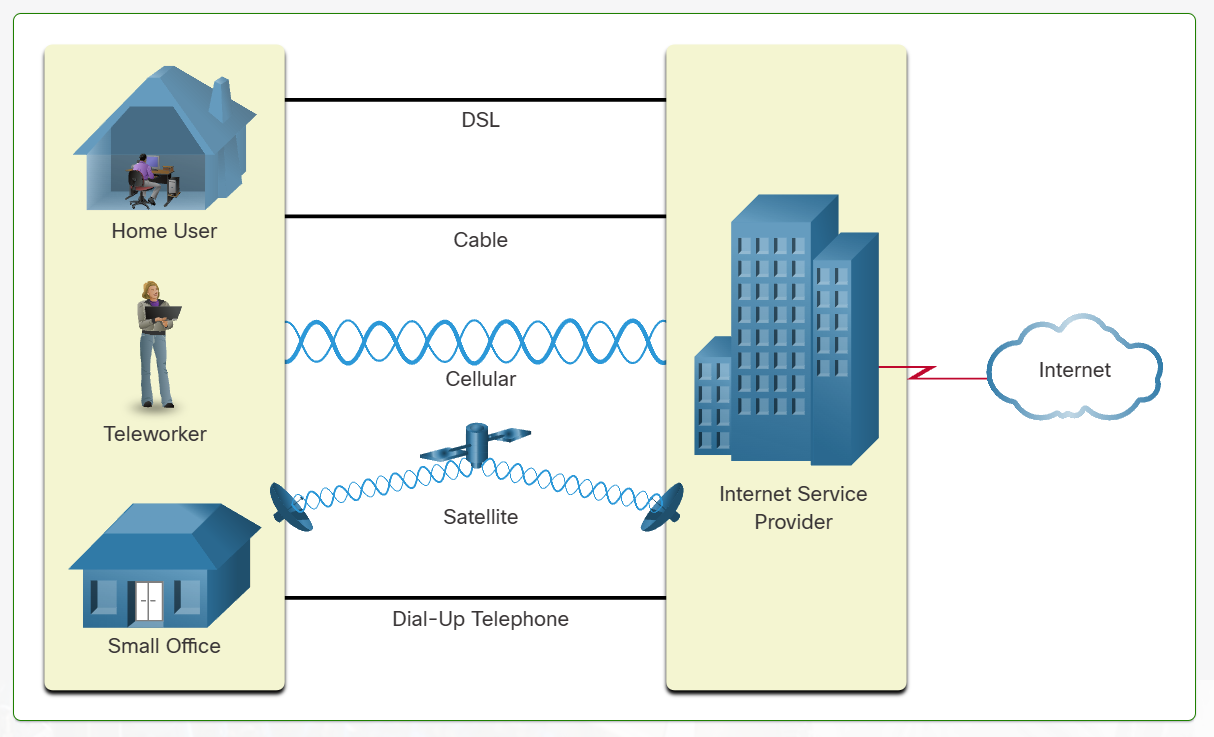 Home User
Teleworker
Small Office
DSL
Cable
Cellular
Satellite
Dial-Up Telephone
Internet Service
Provider
Internet